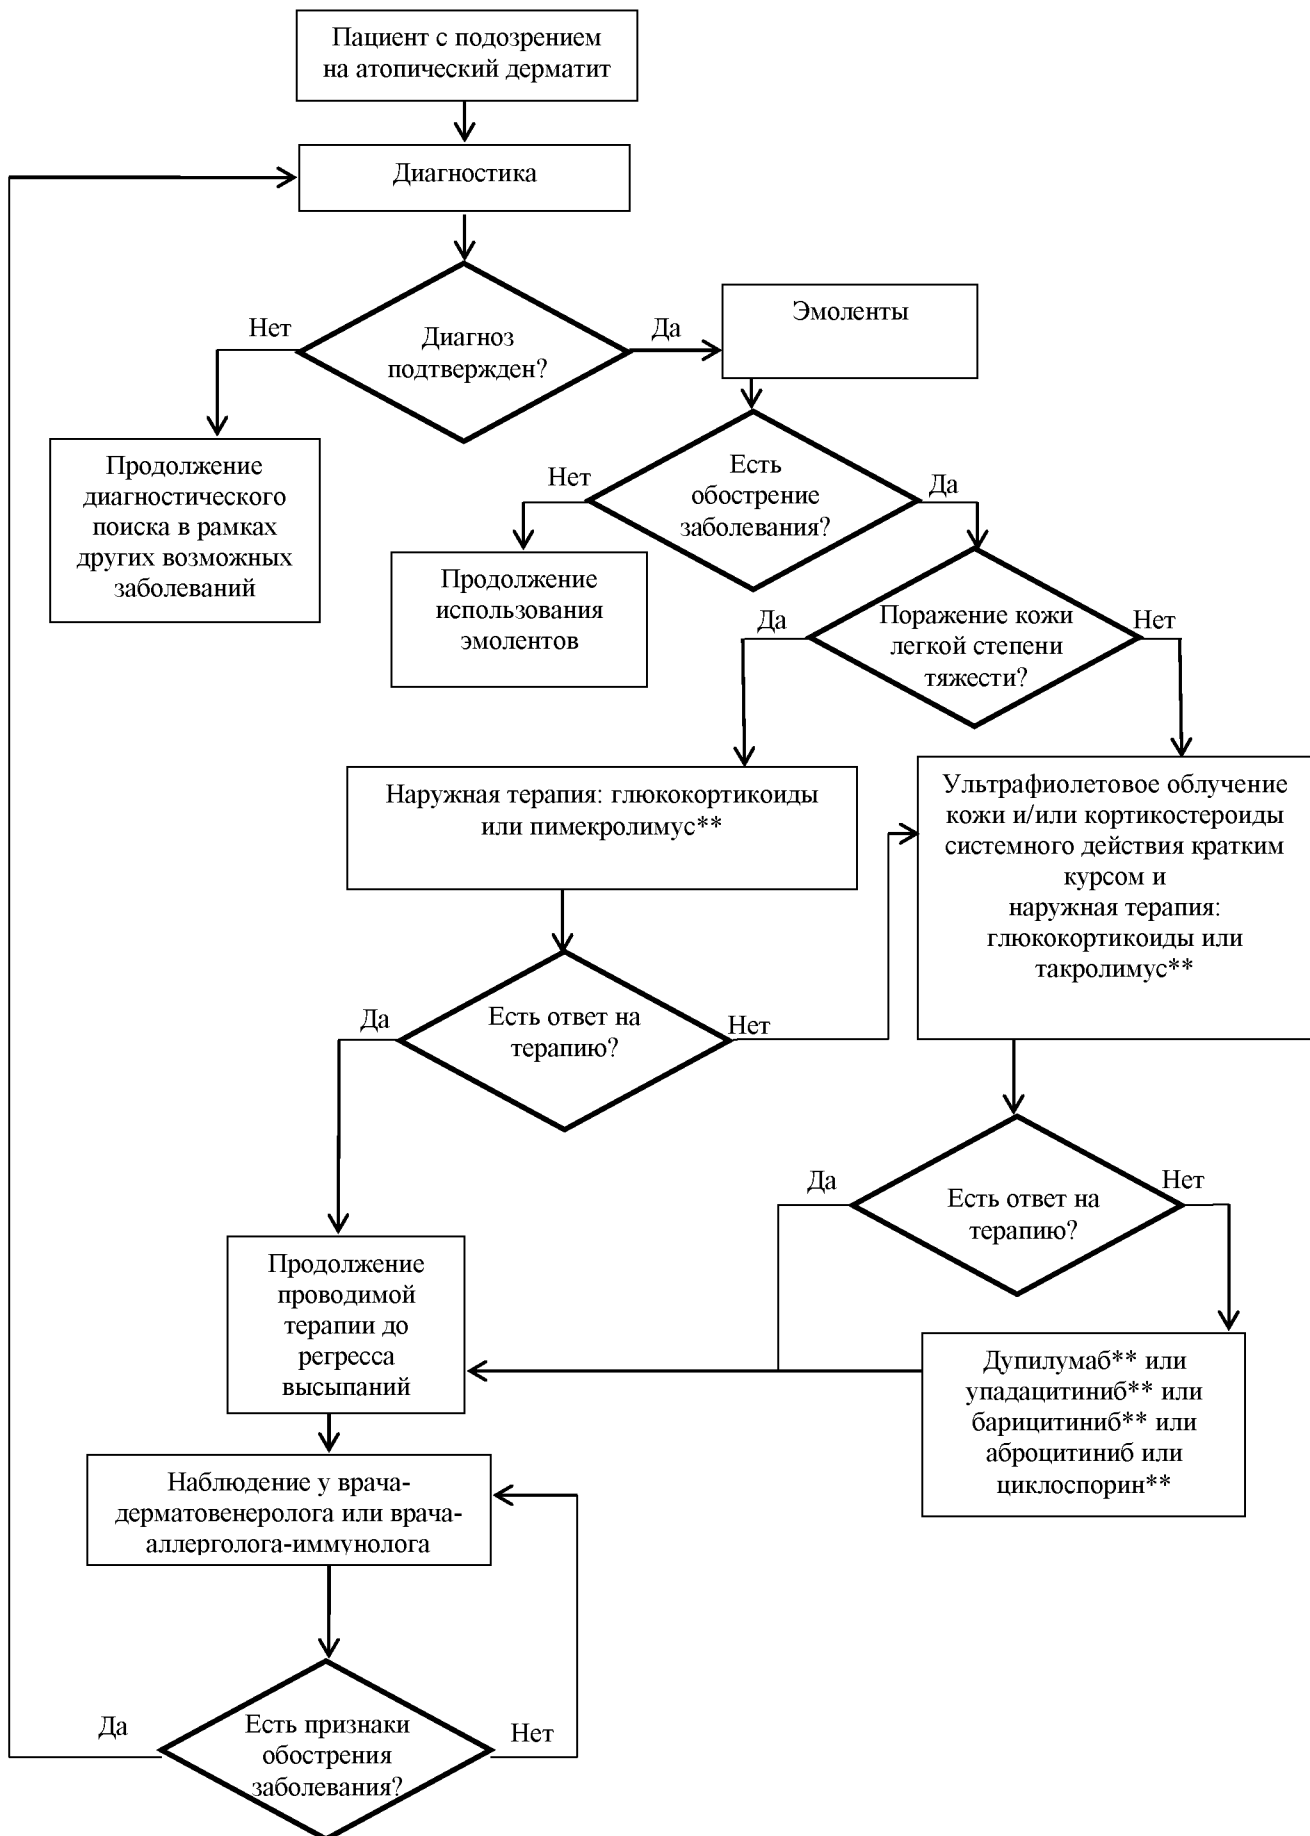 Пациент с подозрением
на атопический дерматит
Диагностика
Нет
Диагноз
подтвержден?
Да
Эмоленты
Продолжение
диагностического
поиска в рамках
других возможных
заболеваний
Нет
Есть
обострение
заболевания?
Да
Продолжение
использования
эмолентов
Да
Поражение кожи
легкой степени
тяжести?
Нет
Наружная терапия: глюкокортикоиды
или пимекролимус**
Ультрафиолетовое облучение
кожи и/или кортикостероиды
системного действия кратким
курсом и
наружная терапия:
глюкокортикоиды или
такролимус**
Да
Есть ответ на
терапию?
Нет
Да
Есть ответ на
терапию?
Нет
Продолжение
проводимой
терапии до
регресса
высыпаний
Дупилумаб** или
упадацитиниб** или
барицитиниб** или
аброцитиниб или
циклоспорин**
Наблюдение у врача-
дерматовенеролога или врача-
аллерголога-иммунолога
Да
Есть признаки
обострения
заболевания?
Нет